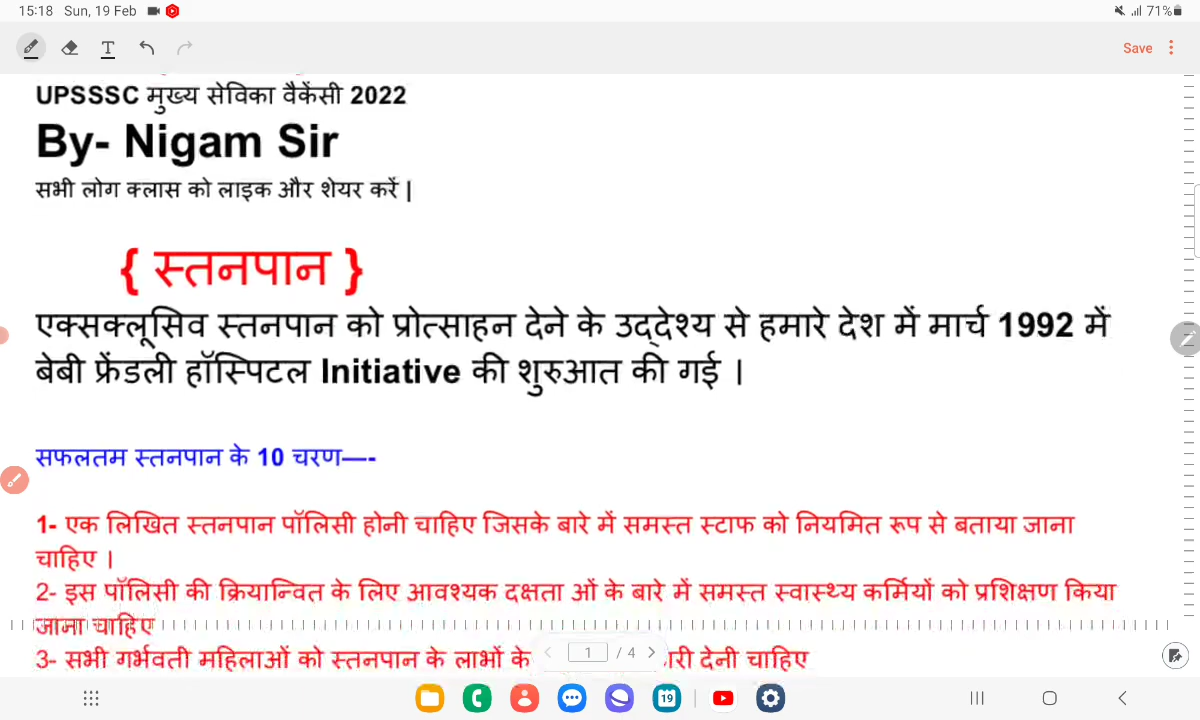 15:18 Sun, 19 Feb 71%
T Save
UPSSSC मुख्य सेविका वैकेंसी 2022
By- Nigam Sir
सभी लोग क्लास को लाइक और शेयर करें |
{ स्तनपान }
एक्सक्लूसिव स्तनपान को प्रोत्साहन देने के उद्देश्य से हमारे देश में मार्च 1992 में
बेबी फ्रेंडली हॉस्पिटल Initiative की शुरुआत की गई ।
सफलतम स्तनपान के 10 चरण—-
1- एक लिखित स्तनपान पॉलिसी होनी चाहिए जिसके बारे में समस्त स्टाफ को नियमित रूप से बताया जाना
चाहिए ।
2- इस पॉलिसी की क्रियान्वित के लिए आवश्यक दक्षता ओं के बारे में समस्त स्वास्थ्य कर्मियों को प्रशिक्षण किया
जाना चाहिए
3- सभी गर्भवती महिलाओं को स्तनपान के लाभों के री देनी चाहिए
1 / 4
19